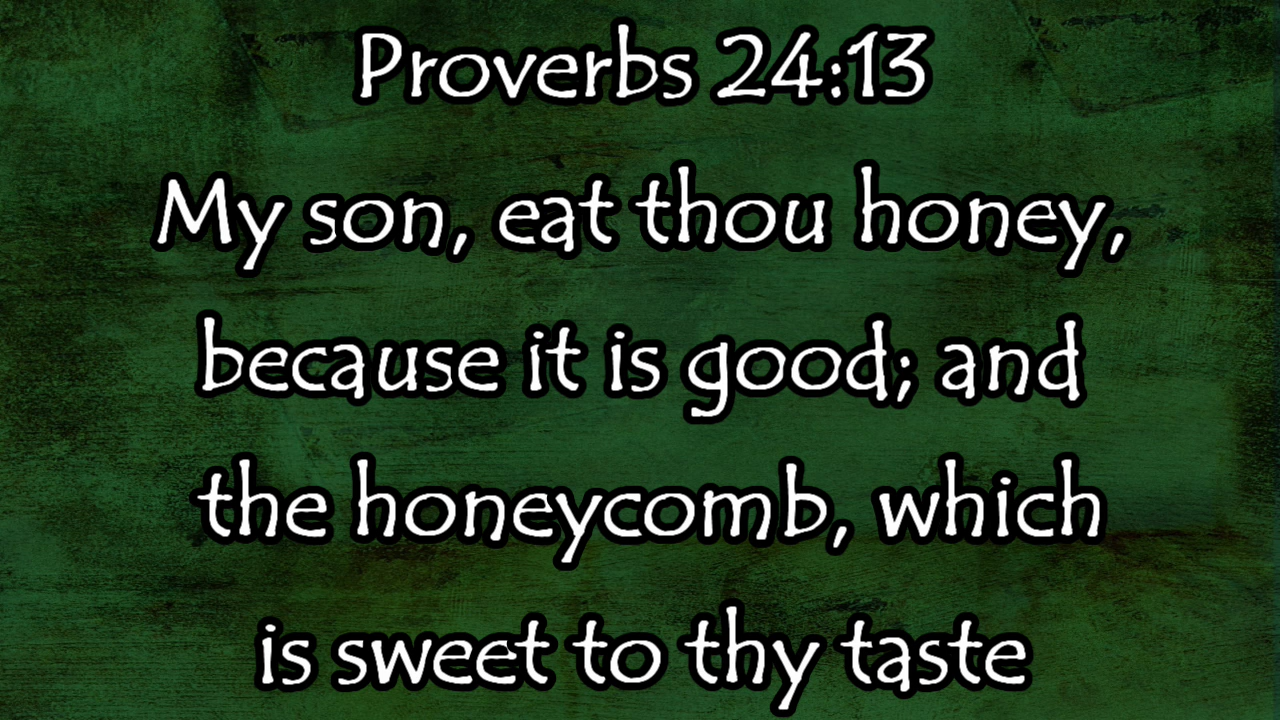 Proverbs 24:13
My son, eat thou honey,
because it is good; and
the honeycomb, which
is sweet to thy taste